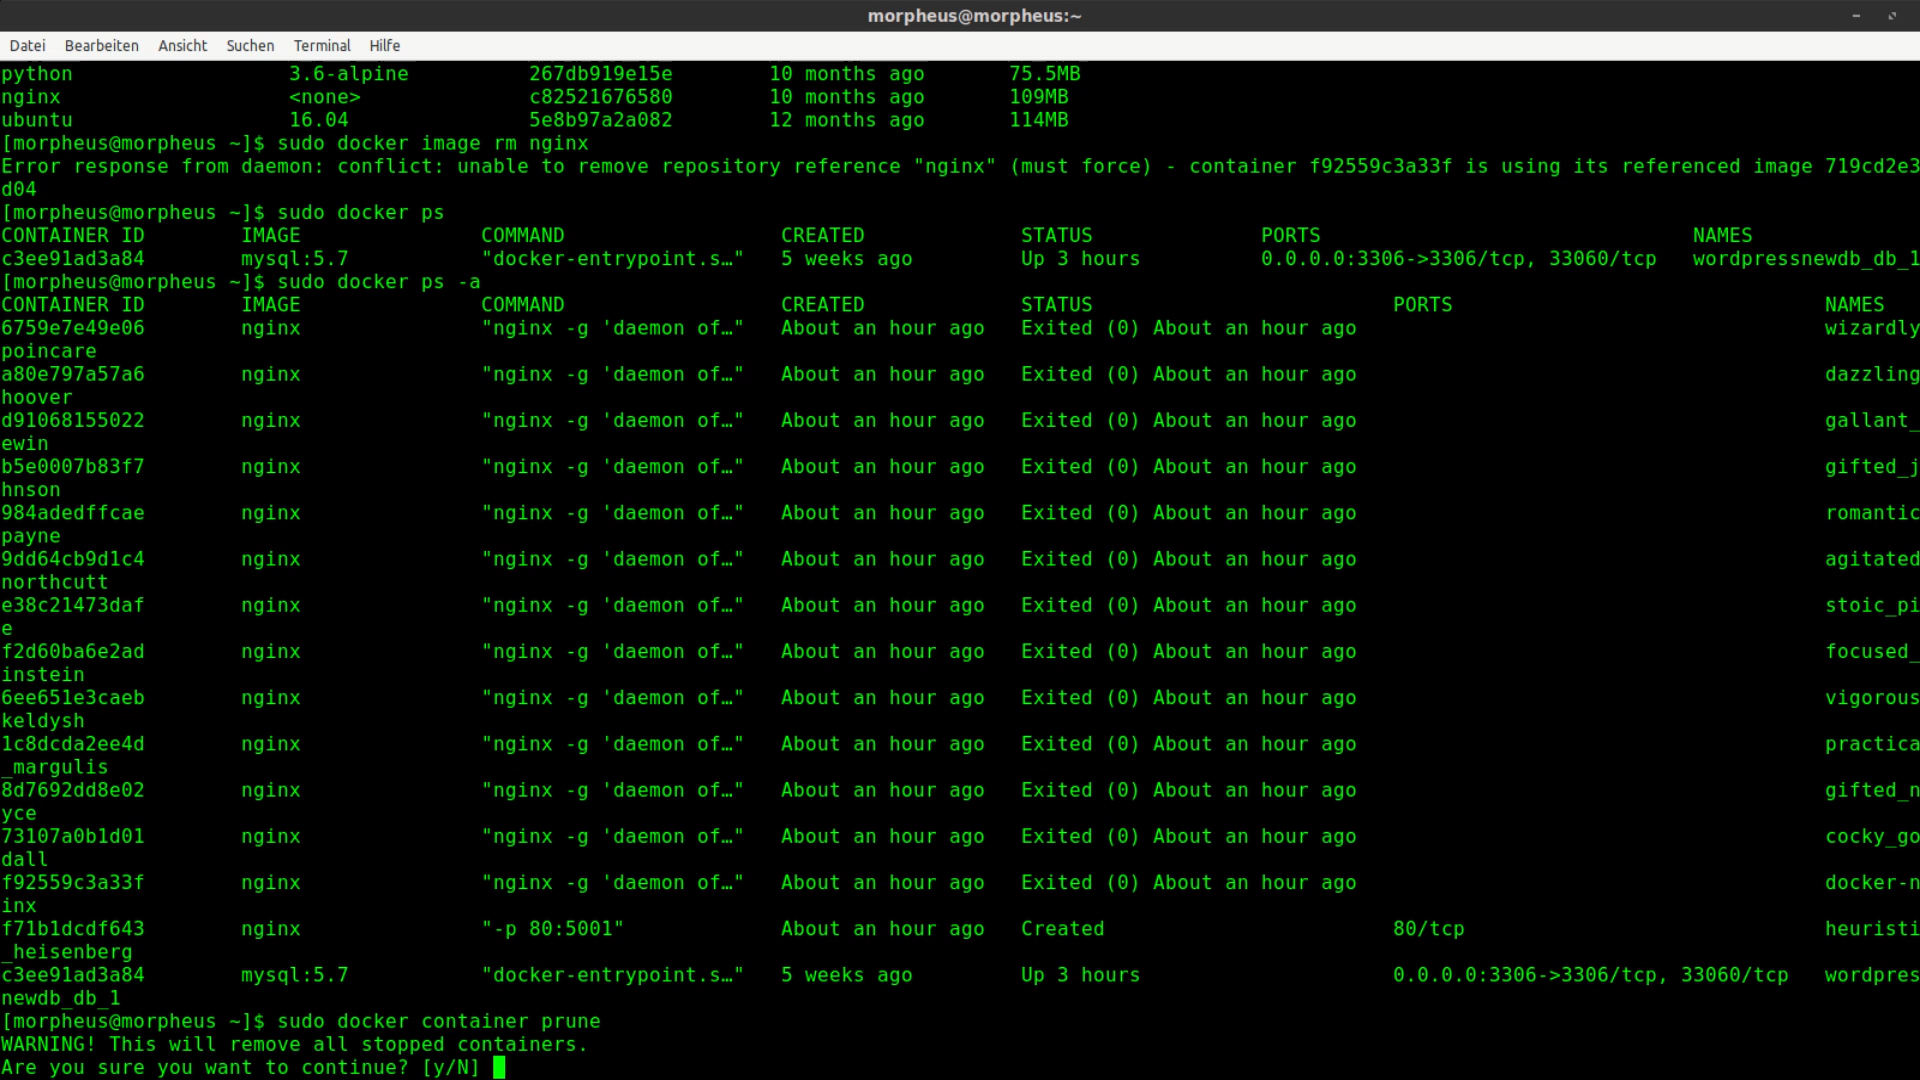 morpheus@morpheus:~
Datei Bearbeiten Ansicht Suchen Terminal Hilfe
python 3.6-alpine 267db919e15e 10 months ago 75.5MB
nginx <none> c82521676580 10 months ago 109MB
ubuntu 16.04 5e8b97a2a082 12 months ago 114MB
[morpheus@morpheus ~]$ sudo docker image rm nginx
Error response from daemon: conflict: unable to remove repository reference "nginx" (must force) - container f92559c3a33f is using its referenced image 719cd2e3
d04
[morpheus@morpheus ~]$ sudo docker ps
CONTAINER ID IMAGE COMMAND CREATED STATUS PORTS NAMES
c3ee91ad3a84 mysql:5.7 "docker-entrypoint.s…" 5 weeks ago Up 3 hours 0.0.0.0:3306->3306/tcp, 33060/tcp wordpressnewdb_db_1
[morpheus@morpheus ~]$ sudo docker ps -a
CONTAINER ID IMAGE COMMAND CREATED STATUS PORTS NAMES
6759e7e49e06 nginx "nginx -g 'daemon of…" About an hour ago Exited (0) About an hour ago wizardly
poincare
a80e797a57a6 nginx "nginx -g 'daemon of…" About an hour ago Exited (0) About an hour ago dazzling
hoover
d91068155022 nginx "nginx -g 'daemon of…" About an hour ago Exited (0) About an hour ago gallant_
ewin
b5e0007b83f7 nginx "nginx -g 'daemon of…" About an hour ago Exited (0) About an hour ago gifted_j
hnson
984adedffcae nginx "nginx -g 'daemon of…" About an hour ago Exited (0) About an hour ago romantic
payne
9dd64cb9d1c4 nginx "nginx -g 'daemon of…" About an hour ago Exited (0) About an hour ago agitated
northcutt
e38c21473daf nginx "nginx -g 'daemon of…" About an hour ago Exited (0) About an hour ago stoic_pi
e
f2d60ba6e2ad nginx "nginx -g 'daemon of…" About an hour ago Exited (0) About an hour ago focused_
instein
6ee651e3caeb nginx "nginx -g 'daemon of…" About an hour ago Exited (0) About an hour ago vigorous
keldysh
1c8dcda2ee4d nginx "nginx -g 'daemon of…" About an hour ago Exited (0) About an hour ago practica
_margulis
8d7692dd8e02 nginx "nginx -g 'daemon of…" About an hour ago Exited (0) About an hour ago gifted_n
yce
73107a0b1d01 nginx "nginx -g 'daemon of…" About an hour ago Exited (0) About an hour ago cocky_go
dall
f92559c3a33f nginx "nginx -g 'daemon of…" About an hour ago Exited (0) About an hour ago docker-n
inx
f71b1dcdf643 nginx "-p 80:5001" About an hour ago Created 80/tcp heuristi
_heisenberg
c3ee91ad3a84 mysql:5.7 "docker-entrypoint.s…" 5 weeks ago Up 3 hours 0.0.0.0:3306->3306/tcp, 33060/tcp wordpres
newdb_db_1
[morpheus@morpheus ~]$ sudo docker container prune
WARNING! This will remove all stopped containers.
Are you sure you want to continue? [y/N]